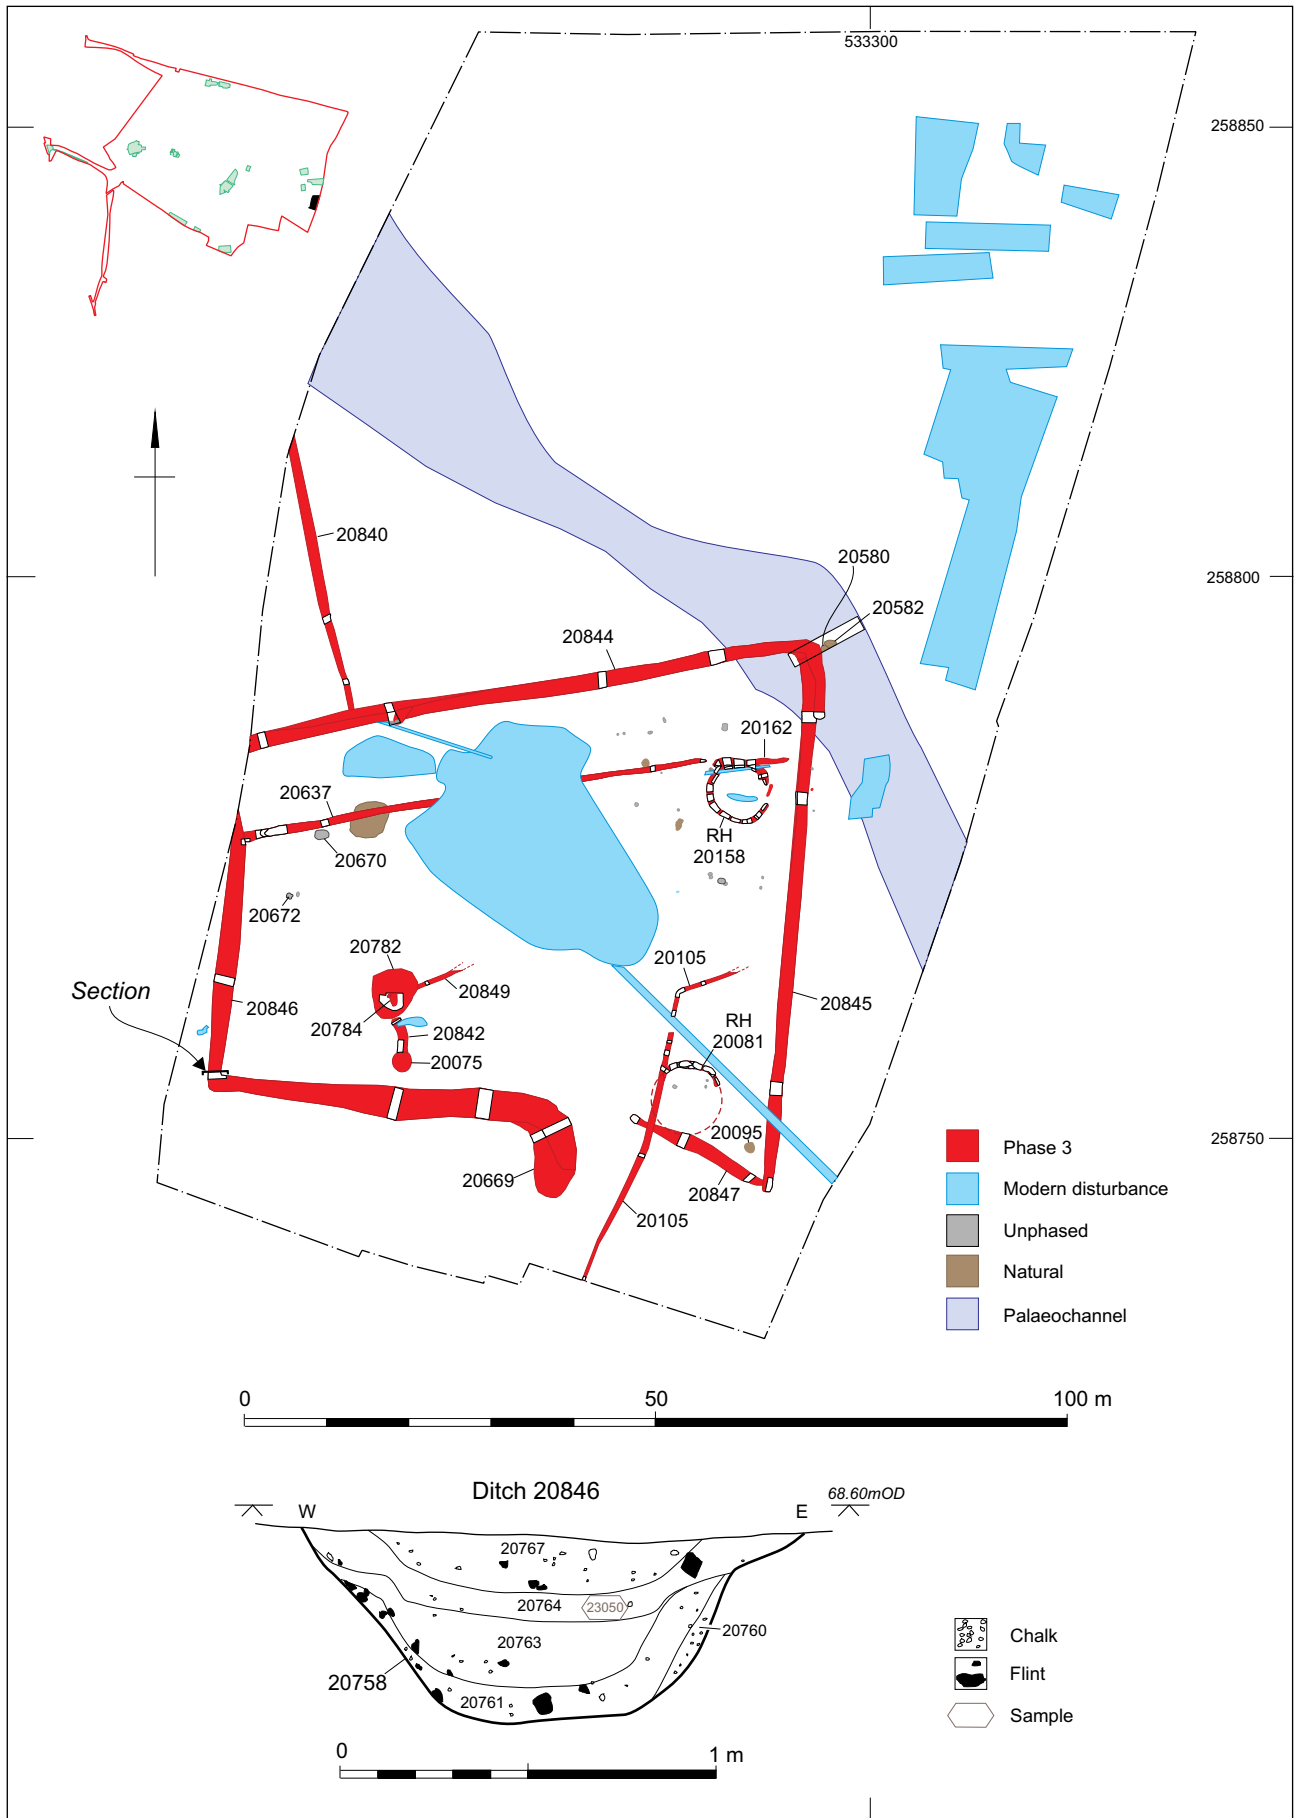 533300
258850
20840
258800
20580
20582
20844
20162
20637
RH
20158
20670
20672
20782
20849
20105
Section
20846
20845
RH
20081
20784
20842
20075
20095
258750
20669
20847
20105
Phase 3
Modern disturbance
Unphased
Natural
Palaeochannel
0 50 100 m
Ditch 20846
68.60mOD
W E
20767
20764 23050
20763
20760
20758
20761
Chalk
Flint
Sample
0 1 m